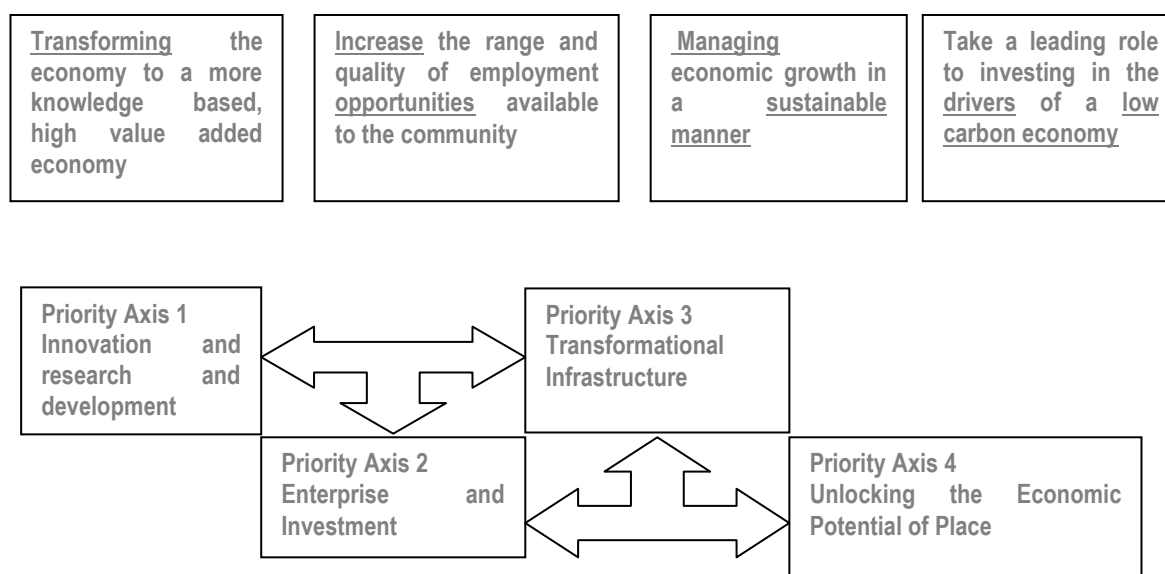 Transforming the
economy to a more
knowledge based,
high value added
economy
Increase the range and
quality of employment
opportunities available
to the community
Managing
economic growth in
a sustainable
manner
Take a leading role
to investing in the
drivers of a low
carbon economy
Priority Axis 1
Innovation and
research and
development
Priority Axis 3
Transformational
Infrastructure
Priority Axis 2
Enterprise and
Investment
Priority Axis 4
Unlocking the Economic
Potential of Place